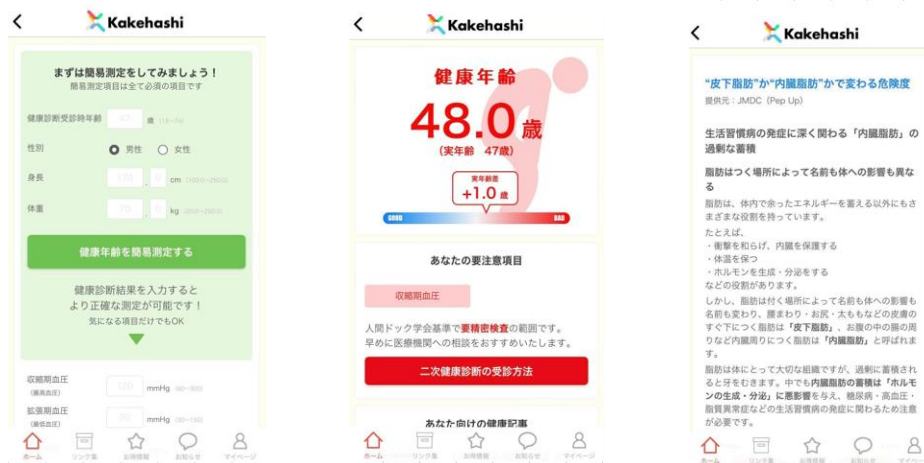 Kakehashi
まずは簡易測定をしてみましょう！
簡易測定項目は全て必須の項目です
健康診断受診時年齢
47
歳
性別
男性
女性
身長
170
.
cm
体重
70
.
kg
健康年齢を簡易測定する
健康診断結果を入力すると
より正確な測定が可能です！
気になる項目だけでもOK
収縮期血圧
(最高血圧)
120
mmHg
拡張期血圧
(最低血圧)
mmHg
ホーム
リンク集
お得情報
お知らせ
マイページ
Kakehashi
健康年齢
48.0 歳
(実年齢 47歳)
実年齢差
+1.0 歳
GOOD
BAD
あなたの要注意項目
収縮期血圧
人間ドック学会基準で要精密検査の範囲です。
早めに医療機関への相談をおすすめいたします。
二次健康診断の受診方法
あなた向けの健康記事
ホーム
リンク集
お得情報
お知らせ
マイページ
Kakehashi
“皮下脂肪”か“内臓脂肪”かで変わる危険度
提供元：JMDC（Pep Up）
生活習慣病の発症に深く関わる「内臓脂肪」の
過剰な蓄積
脂肪はつく場所によって名前も体への影響も異な
る
脂肪は、体内で余ったエネルギーを蓄える以外にもさ
まざまな役割を持っています。
たとえば、
・衝撃を和らげ、内臓を保護する
・体温を保つ
・ホルモンを生成・分泌をする
などの役割があります。
しかし、脂肪は付く場所によって名前も体への影響も
名前も変わり、腰まわり・お尻・太ももなどの皮膚の
すぐ下につく脂肪は「皮下脂肪」、お腹の中の腸の周
りなど内臓周りにつく脂肪は「内臓脂肪」と呼ばれま
す。
脂肪は体にとって大切な組織ですが、過剰に蓄積され
ると牙をむきます。中でも内臓脂肪の蓄積は「ホルモ
ンの生成・分泌」に悪影響を与え、糖尿病・高血圧・
脂質異常症などの生活習慣病の発症に関わるため注意
が必要です。
ホーム
リンク集
お得情報
お知らせ
マイページ